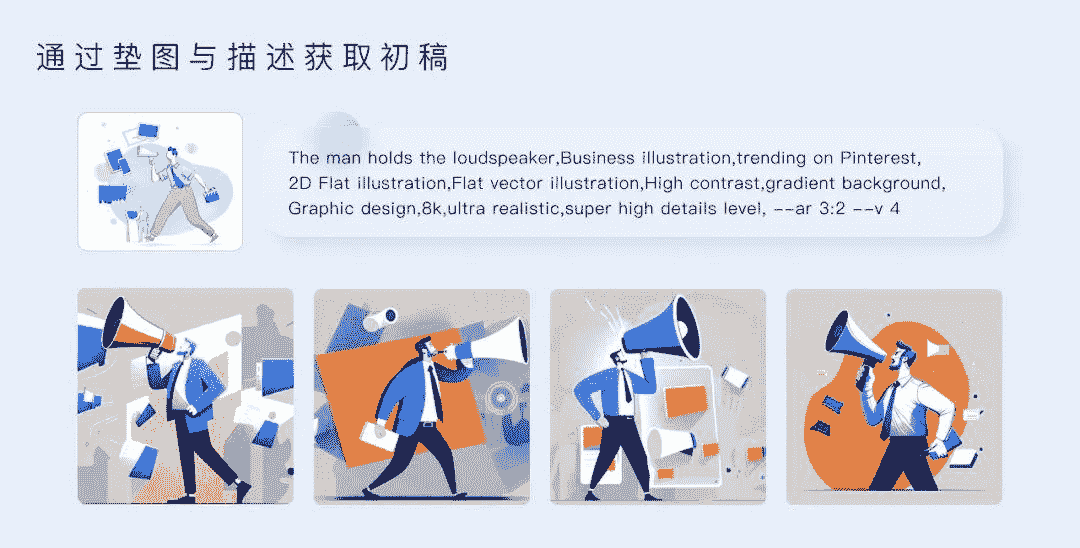 通过垫图与描述获取初稿
The man holds the loudspeaker,Business illustration,trending on Pinterest,
2D Flat illustration,Flat vector illustration,High contrast,gradient background,
Graphic design,8k,ultra realistic,super high details level, --ar 3:2 --v 4